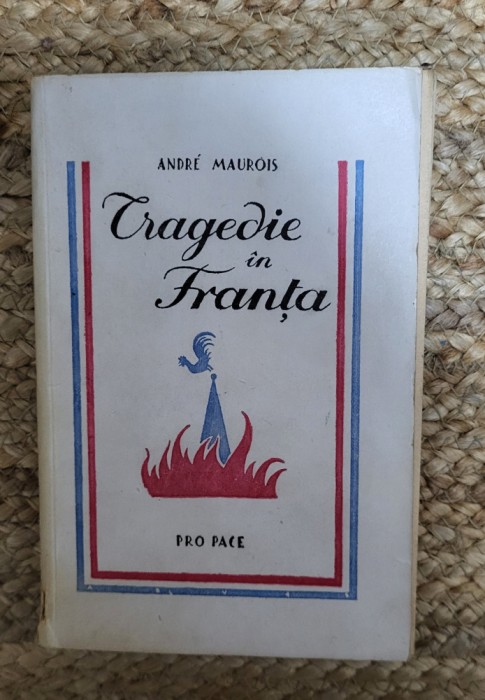 ANDRÉ MAUROIS
Tragedie
în
Franța
PRO PACE